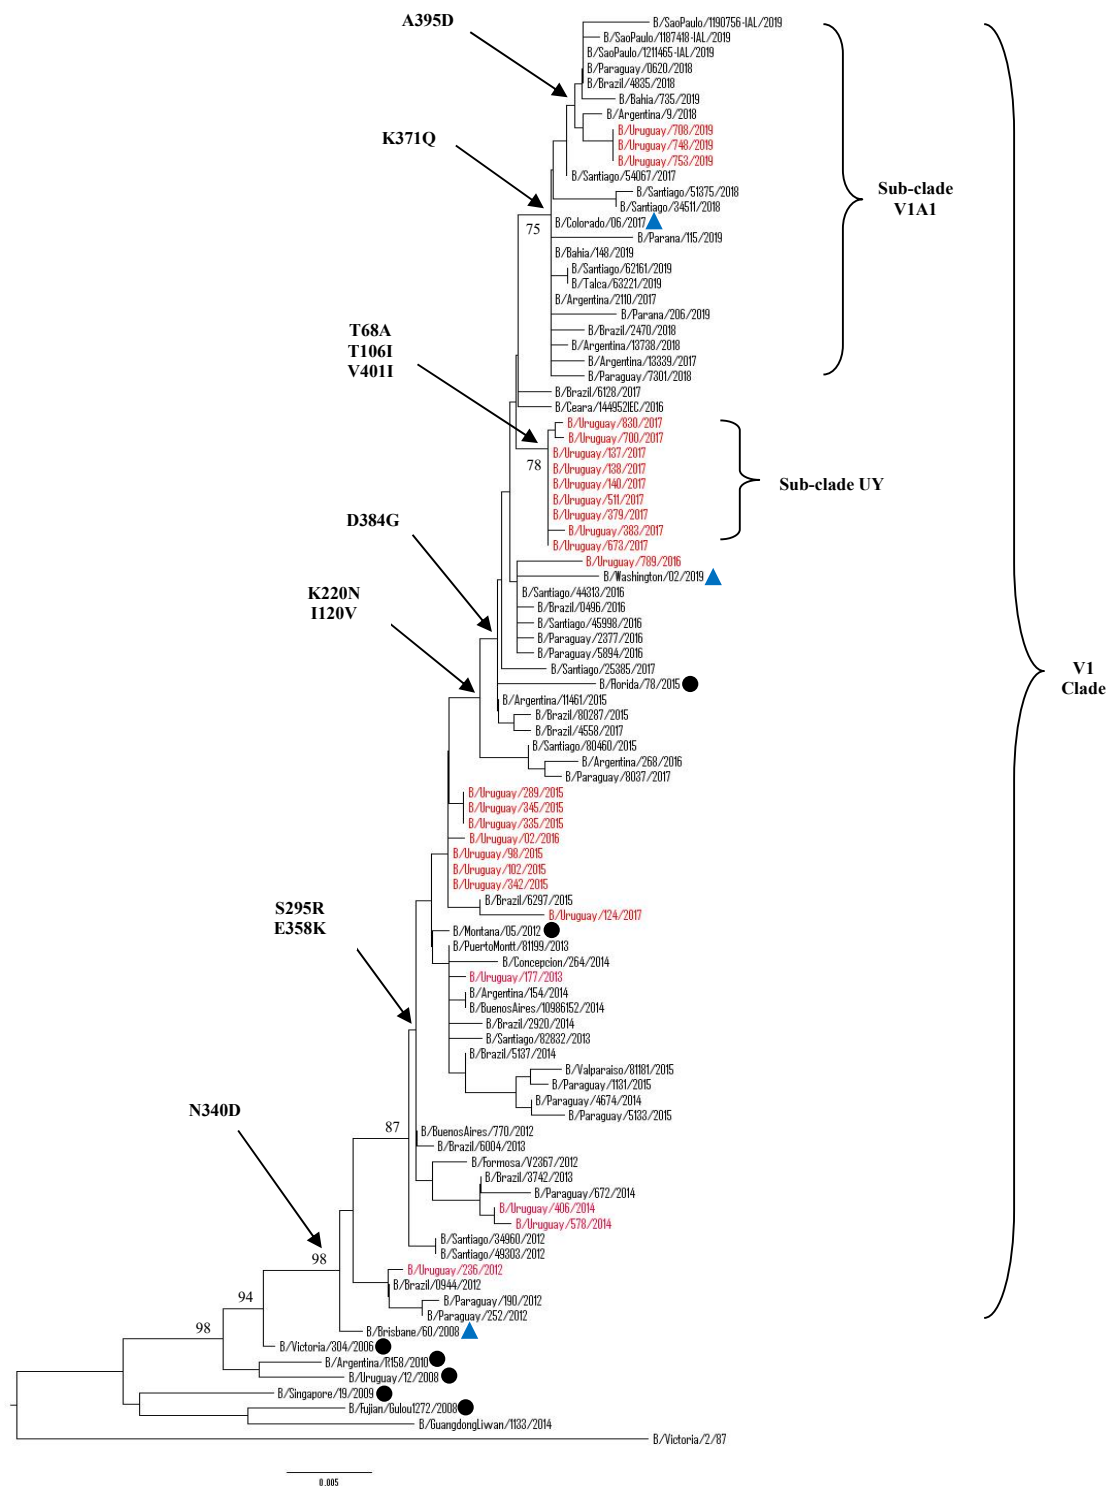 A395D
B/SaoPaulo/1190756-IAL/2019
B/SaoPaulo/1187418-IAL/2019
B/SaoPaulo/1211465-IAL/2019
B/Paraguay/0620/2018
B/Brazil/4835/2018
B/Bahia/735/2019
B/Argentina/9/2018
B/Uruguay/708/2019
K371Q
B/Uruguay/748/2019
B/Uruguay/753/2019
B/Santiago/54067/2017
B/Santiago/51375/2018
Sub-clade
V1A1
B/Santiago/34511/2018
B/Colorado/06/2017
75
B/Parana/115/2019
B/Bahia/148/2019
B/Santiago/62161/2019
B/Talca/63221/2019
B/Argentina/2110/2017
B/Parana/206/2019
T68A
T106I
V401I
B/Brazil/2470/2018
B/Argentina/13738/2018
B/Argentina/13339/2017
B/Paraguay/7301/2018
B/Brazil/6128/2017
B/Ceara/144952IEC/2016
B/Uruguay/830/2017
B/Uruguay/700/2017
B/Uruguay/137/2017
78
B/Uruguay/138/2017
B/Uruguay/140/2017
Sub-clade UY
B/Uruguay/511/2017
B/Uruguay/379/2017
D384G
B/Uruguay/383/2017
B/Uruguay/673/2017
B/Uruguay/789/2016
B/Washington/02/2019
B/Santiago/44313/2016
K220N
I120V
B/Brazil/0496/2016
B/Santiago/45998/2016
B/Paraguay/2377/2016
B/Paraguay/5894/2016
B/Santiago/25385/2017
V1
Clade
B/Florida/78/2015
B/Argentina/11461/2015
B/Brazil/80287/2015
B/Brazil/4558/2017
B/Santiago/80460/2015
B/Argentina/268/2016
B/Paraguay/8037/2017
B/Uruguay/289/2015
B/Uruguay/345/2015
B/Uruguay/335/2015
B/Uruguay/02/2016
B/Uruguay/98/2015
B/Uruguay/102/2015
B/Uruguay/342/2015
B/Brazil/6297/2015
S295R
E358K
B/Uruguay/124/2017
B/Montana/05/2012
B/PuertoMontt/81199/2013
B/Concepcion/264/2014
B/Uruguay/177/2013
B/Argentina/154/2014
B/BuenosAires/10986152/2014
B/Brazil/2920/2014
B/Santiago/82832/2013
B/Brazil/5137/2014
B/Valparaiso/81181/2015
B/Paraguay/1131/2015
B/Paraguay/4674/2014
B/Paraguay/5133/2015
N340D
87
B/BuenosAires/770/2012
B/Brazil/6004/2013
B/Formosa/V2367/2012
B/Brazil/3742/2013
B/Paraguay/672/2014
B/Uruguay/406/2014
B/Uruguay/578/2014
B/Santiago/34960/2012
B/Santiago/49303/2012
98
B/Uruguay/236/2012
B/Brazil/0944/2012
94
B/Paraguay/190/2012
B/Paraguay/252/2012
98
B/Brisbane/60/2008
B/Victoria/304/2006
B/Argentina/R158/2010
B/Uruguay/12/2008
B/Singapore/19/2009
B/Fujian/Gulou1272/2008
B/GuangdongLiwan/1133/2014
B/Victoria/2/87
0.005